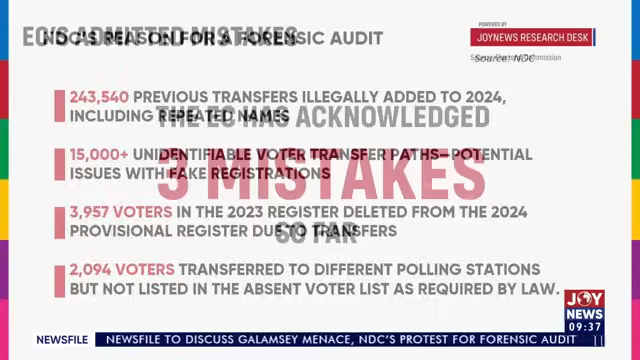 EC'S ADMITTED MISTAKES
NDC'S REASON FOR A FORENSIC AUDIT
POWERED BY
JOYNEWS RESEARCH DESK
Source: NDC
243,540 PREVIOUS TRANSFERS ILLEGALLY ADDED TO 2024,
INCLUDING REPEATED NAMES
THE EC HAS ACKNOWLEDGED
15,000+ UNIDENTIFIABLE VOTER TRANSFER PATHS–POTENTIAL
ISSUES WITH FAKE REGISTRATIONS
3 MISTAKES
3,957 VOTERS IN THE 2023 REGISTER DELETED FROM THE 2024
PROVISIONAL REGISTER DUE TO TRANSFERS
SO FAR
2,094 VOTERS TRANSFERRED TO DIFFERENT POLLING STATIONS
BUT NOT LISTED IN THE ABSENT VOTER LIST AS REQUIRED BY LAW.
JOY
NEWS
09:37
NEWSFILE
NEWSFILE TO DISCUSS GALAMSEY MENACE, NDC'S PROTEST FOR FORENSIC AUDIT